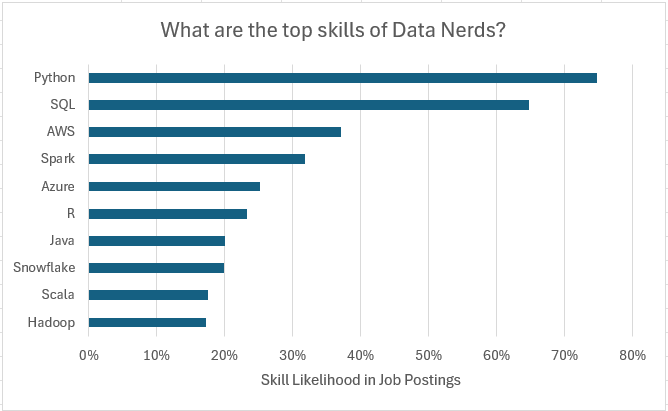 What are the top skills of Data Nerds?
Python
SQL
AWS
Spark
Azure
R
Java
Snowflake
Scala
Hadoop
0% 10% 20% 30% 40% 50% 60% 70% 80%
Skill Likelihood in Job Postings